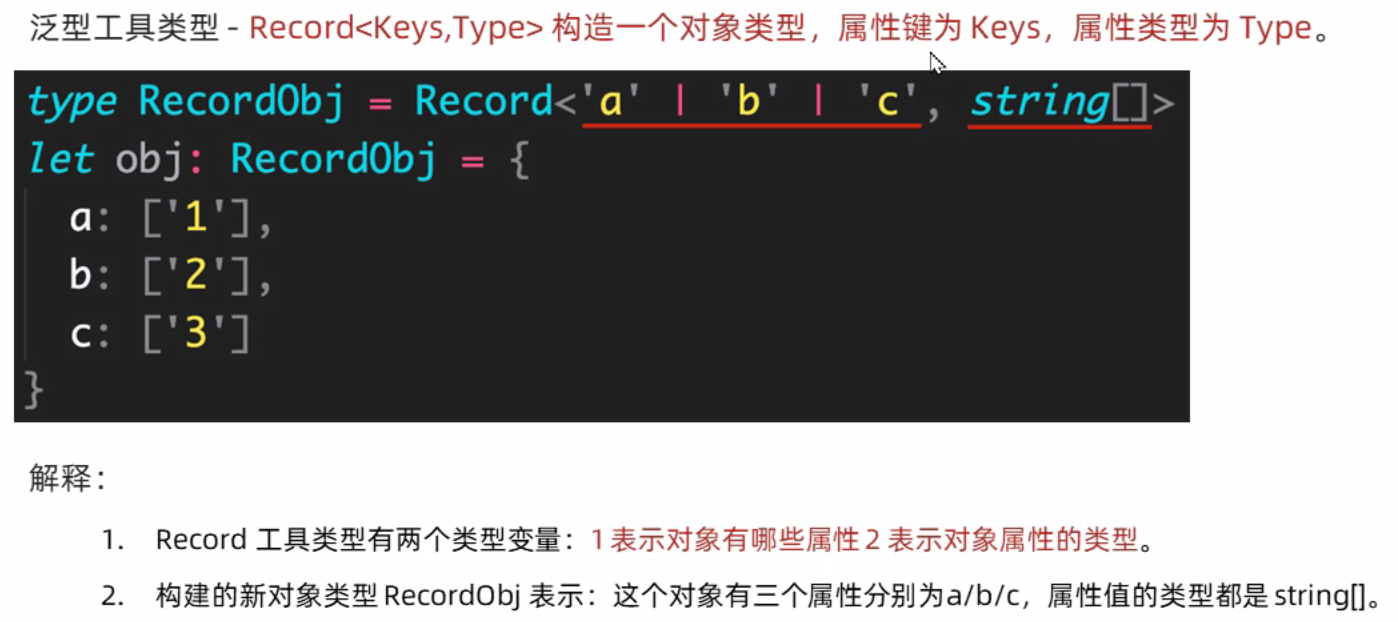 泛型工具类型 - Record<Keys,Type> 构造一个对象类型，属性键为 Keys，属性类型为 Type。
type RecordObj = Record<'a' | 'b' | 'c', string[]>
let obj: RecordObj = {
  a: ['1'],
  b: ['2'],
  c: ['3']
}
解释：
1. Record 工具类型有两个类型变量：1 表示对象有哪些属性 2 表示对象属性的类型。
2. 构建的新对象类型 RecordObj 表示：这个对象有三个属性分别为a/b/c，属性值的类型都是 string[]。